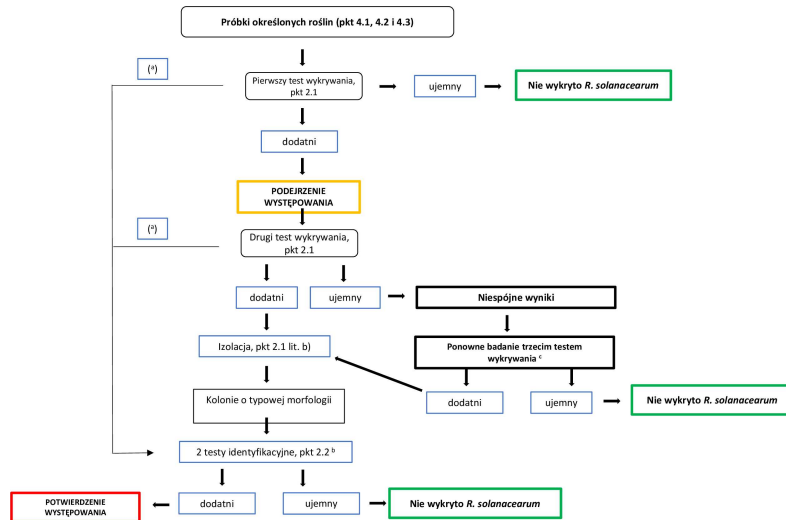 Próbki określonych roślin (pkt 4.1, 4.2 i 4.3)
(ᵃ)
Pierwszy test wykrywania,
pkt 2.1
ujemny
Nie wykryto R. solanacearum
dodatni
PODEJRZENIE
WYSTĘPOWANIA
(ᵃ)
Drugi test wykrywania,
pkt 2.1
dodatni
ujemny
Niespójne wyniki
Izolacja, pkt 2.1 lit. b)
Ponowne badanie trzecim testem
wykrywania ᶜ
Kolonie o typowej morfologii
dodatni
ujemny
Nie wykryto R. solanacearum
2 testy identyfikacyjne, pkt 2.2 ᵇ
POTWIERDZENIE
WYSTĘPOWANIA
dodatni
ujemny
Nie wykryto R. solanacearum